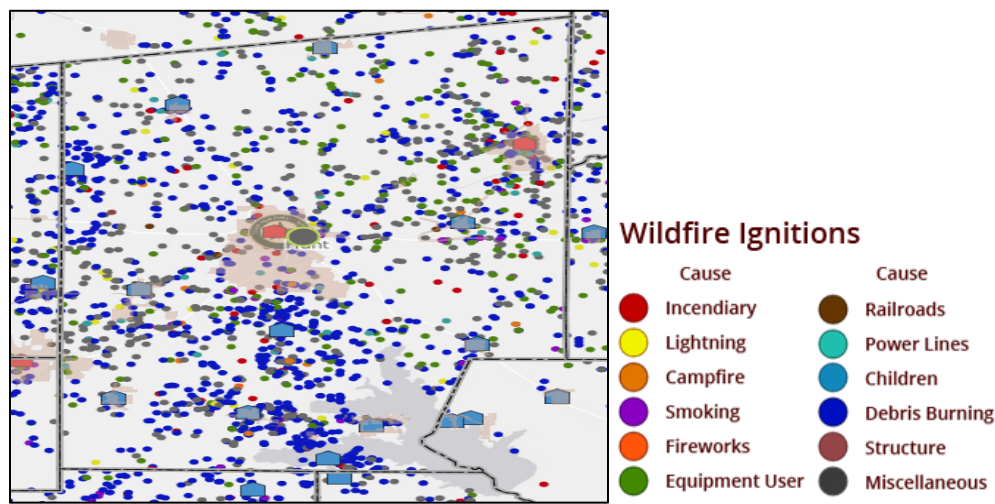 Wildfire Ignitions
Cause Cause
Incendiary Railroads
Lightning Power Lines
Campfire Children
Smoking Debris Burning
Fireworks Structure
Equipment User Miscellaneous